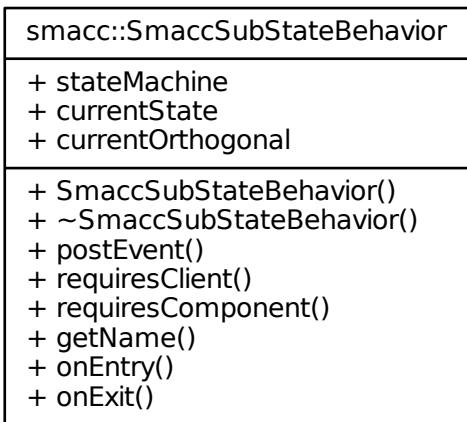 smacc::SmaccSubStateBehavior
+ stateMachine
+ currentState
+ currentOrthogonal
+ SmaccSubStateBehavior()
+ ~SmaccSubStateBehavior()
+ postEvent()
+ requiresClient()
+ requiresComponent()
+ getName()
+ onEntry()
+ onExit()